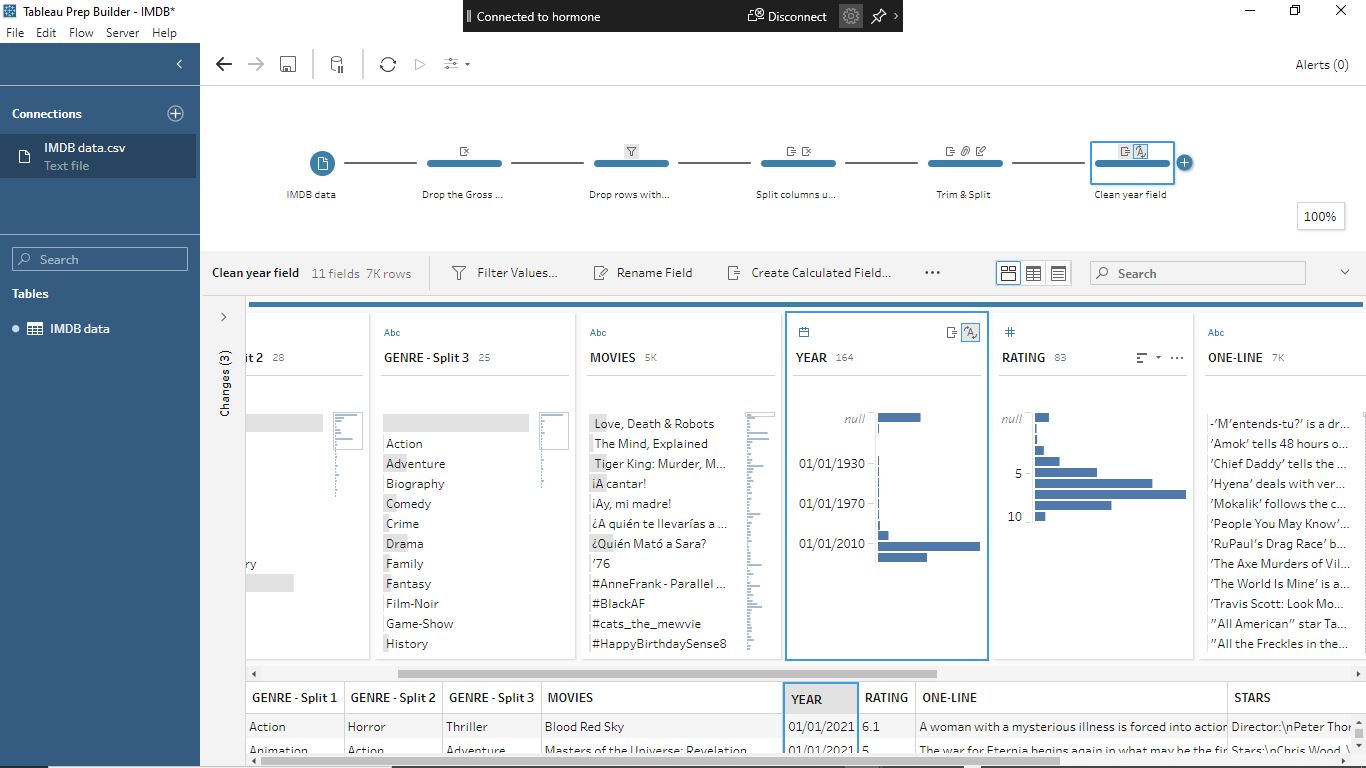 Tableau Prep Builder - IMDB*
Connected to hormone
Disconnect
File Edit Flow Server Help
Alerts (0)
Connections
IMDB data.csv
Text file
IMDB data
Drop the Gross ...
Drop rows with...
Split columns u...
Trim & Split
Clean year field
100%
Search
Tables
IMDB data
Clean year field 11 fields 7K rows
Filter Values...
Rename Field
Create Calculated Field...
Search
Changes (3)
it 2 28
ry
Abc
GENRE - Split 3 25
Action
Adventure
Biography
Comedy
Crime
Drama
Family
Fantasy
Film-Noir
Game-Show
History
Abc
MOVIES 5K
Love, Death & Robots
The Mind, Explained
Tiger King: Murder, M...
¡A cantar!
¡Ay, mi madre!
¿A quién te llevarías a ...
¿Quién Mató a Sara?
'76
#AnneFrank - Parallel ...
#BlackAF
#cats_the_mewvie
#HappyBirthdaySense8
YEAR 164
null
01/01/1930
01/01/1970
01/01/2010
#
RATING 83
null
5
10
Abc
ONE-LINE 7K
-'M'entends-tu?' is a dr...
'Amok' tells 48 hours o...
'Chief Daddy' tells the ...
'Hyena' deals with ver...
'Mokalik' follows the c...
'People You May Know'...
'RuPaul's Drag Race' b...
'The Axe Murders of Vil...
'The World Is Mine' is a...
'Travis Scott: Look Mo...
"All American" star Ta...
"All the Freckles in the...
GENRE - Split 1 GENRE - Split 2 GENRE - Split 3 MOVIES YEAR RATING ONE-LINE STARS
Action Horror Thriller Blood Red Sky 01/01/2021 6.1 A woman with a mysterious illness is forced into action Director:\nPeter Thor
Animation Action Adventure Masters of the Universe: Revelation 01/01/2021 5 The war for Eternia begins again in what may be the fir Stars:\nChris Wood, \